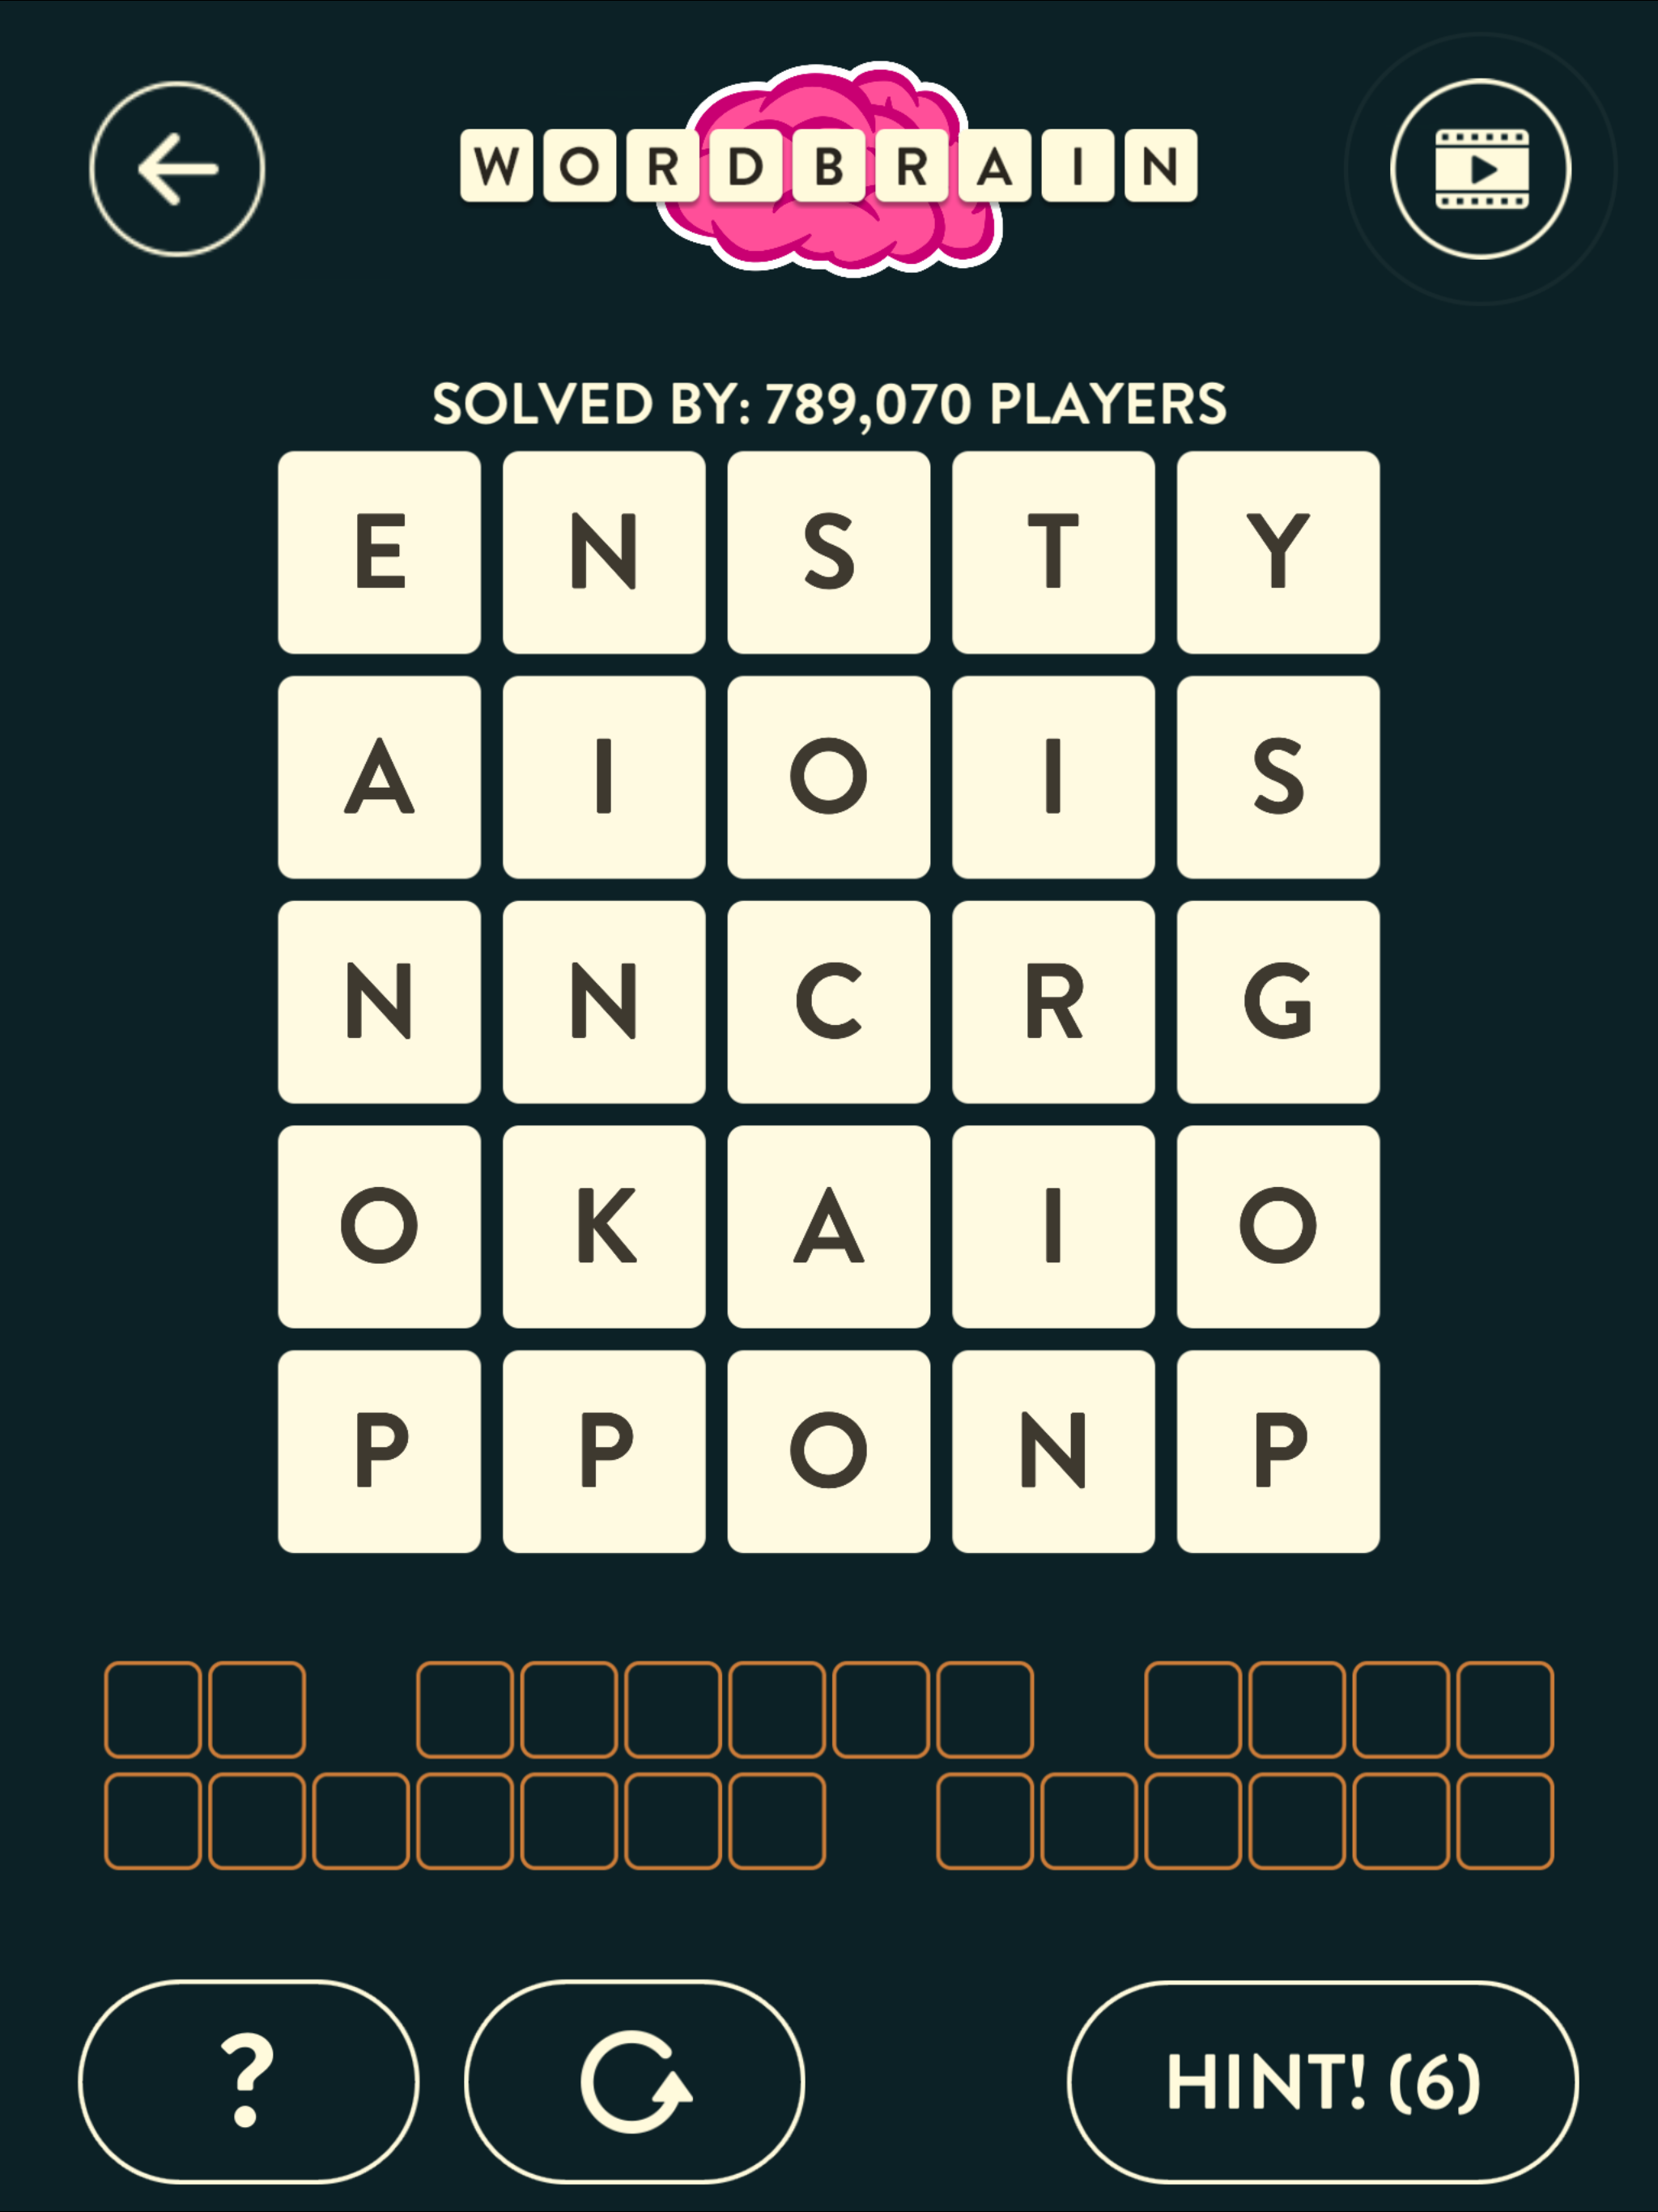 WORDBRAIN
SOLVED BY: 789,070 PLAYERS
E N S T Y
A I O I S
N N C R G
O K A I O
P P O N P
? HINT! (6)